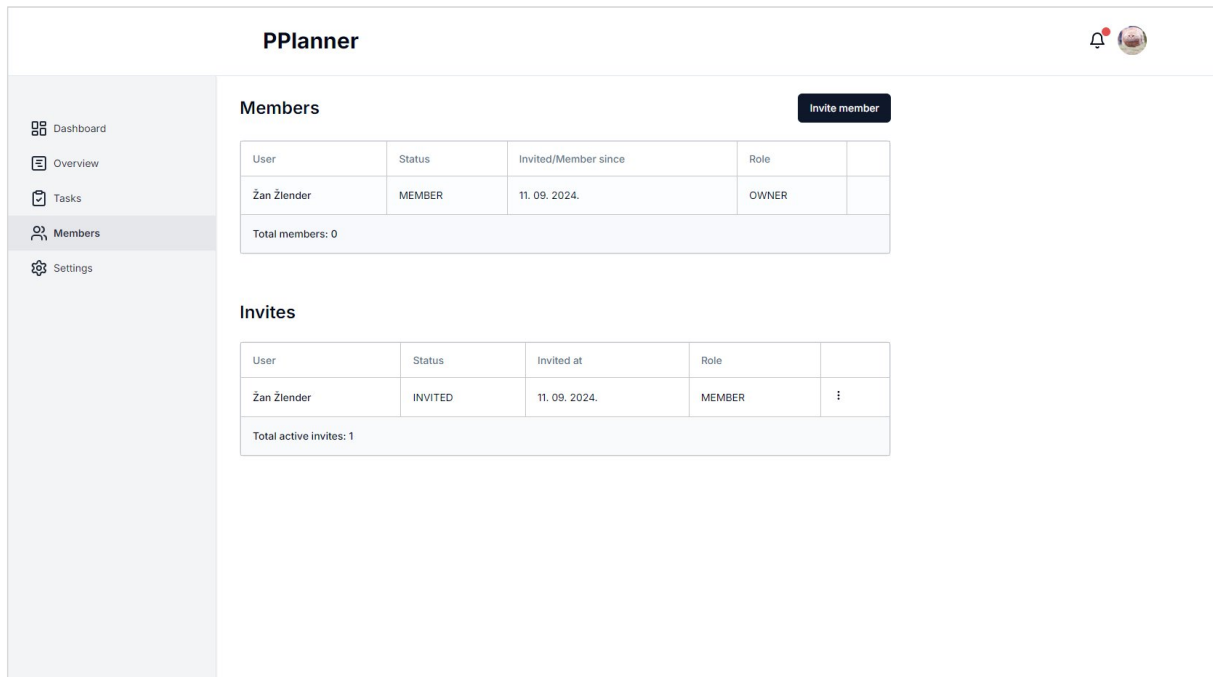 PPlanner
Dashboard
Overview
Tasks
Members
Settings
Members
Invite member
User Status Invited/Member since Role
Žan Žlender MEMBER 11. 09. 2024. OWNER
Total members: 0
Invites
User Status Invited at Role
Žan Žlender INVITED 11. 09. 2024. MEMBER
Total active invites: 1